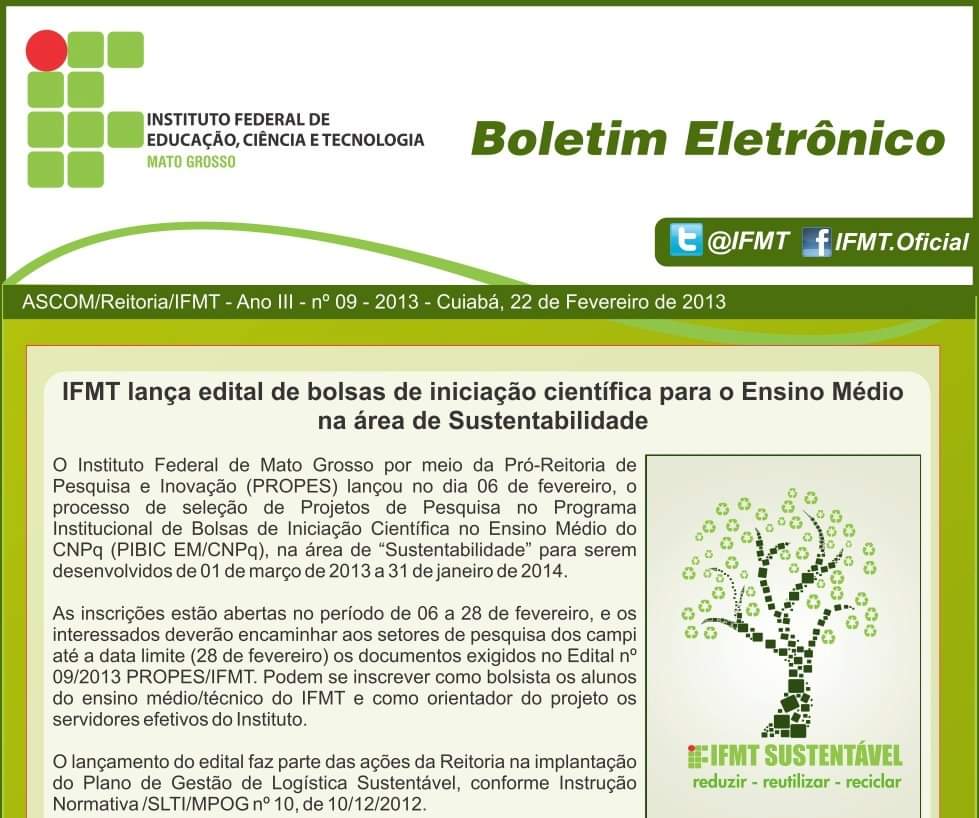 INSTITUTO FEDERAL DE
EDUCAÇÃO, CIÊNCIA E TECNOLOGIA
MATO GROSSO
Boletim Eletrônico
@IFMT IFMT.Oficial
ASCOM/Reitoria/IFMT - Ano III - nº 09 - 2013 - Cuiabá, 22 de Fevereiro de 2013
IFMT lança edital de bolsas de iniciação científica para o Ensino Médio
na área de Sustentabilidade
O Instituto Federal de Mato Grosso por meio da Pró-Reitoria de
Pesquisa e Inovação (PROPES) lançou no dia 06 de fevereiro, o
processo de seleção de Projetos de Pesquisa no Programa
Institucional de Bolsas de Iniciação Científica no Ensino Médio do
CNPq (PIBIC EM/CNPq), na área de “Sustentabilidade” para serem
desenvolvidos de 01 de março de 2013 a 31 de janeiro de 2014.
As inscrições estão abertas no período de 06 a 28 de fevereiro, e os
interessados deverão encaminhar aos setores de pesquisa dos campi
até a data limite (28 de fevereiro) os documentos exigidos no Edital nº
09/2013 PROPES/IFMT. Podem se inscrever como bolsista os alunos
do ensino médio/técnico do IFMT e como orientador do projeto os
servidores efetivos do Instituto.
O lançamento do edital faz parte das ações da Reitoria na implantação
do Plano de Gestão de Logística Sustentável, conforme Instrução
Normativa /SLTI/MPOG nº 10, de 10/12/2012.
IFMT SUSTENTÁVEL
reduzir - reutilizar - reciclar